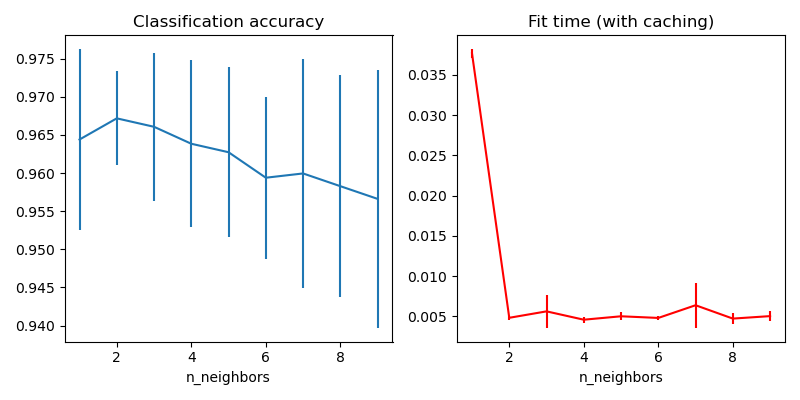 Classification accuracy
0.975
0.970
0.965
0.960
0.955
0.950
0.945
0.940
2 4 6 8
n_neighbors
Fit time (with caching)
0.035
0.030
0.025
0.020
0.015
0.010
0.005
2 4 6 8
n_neighbors